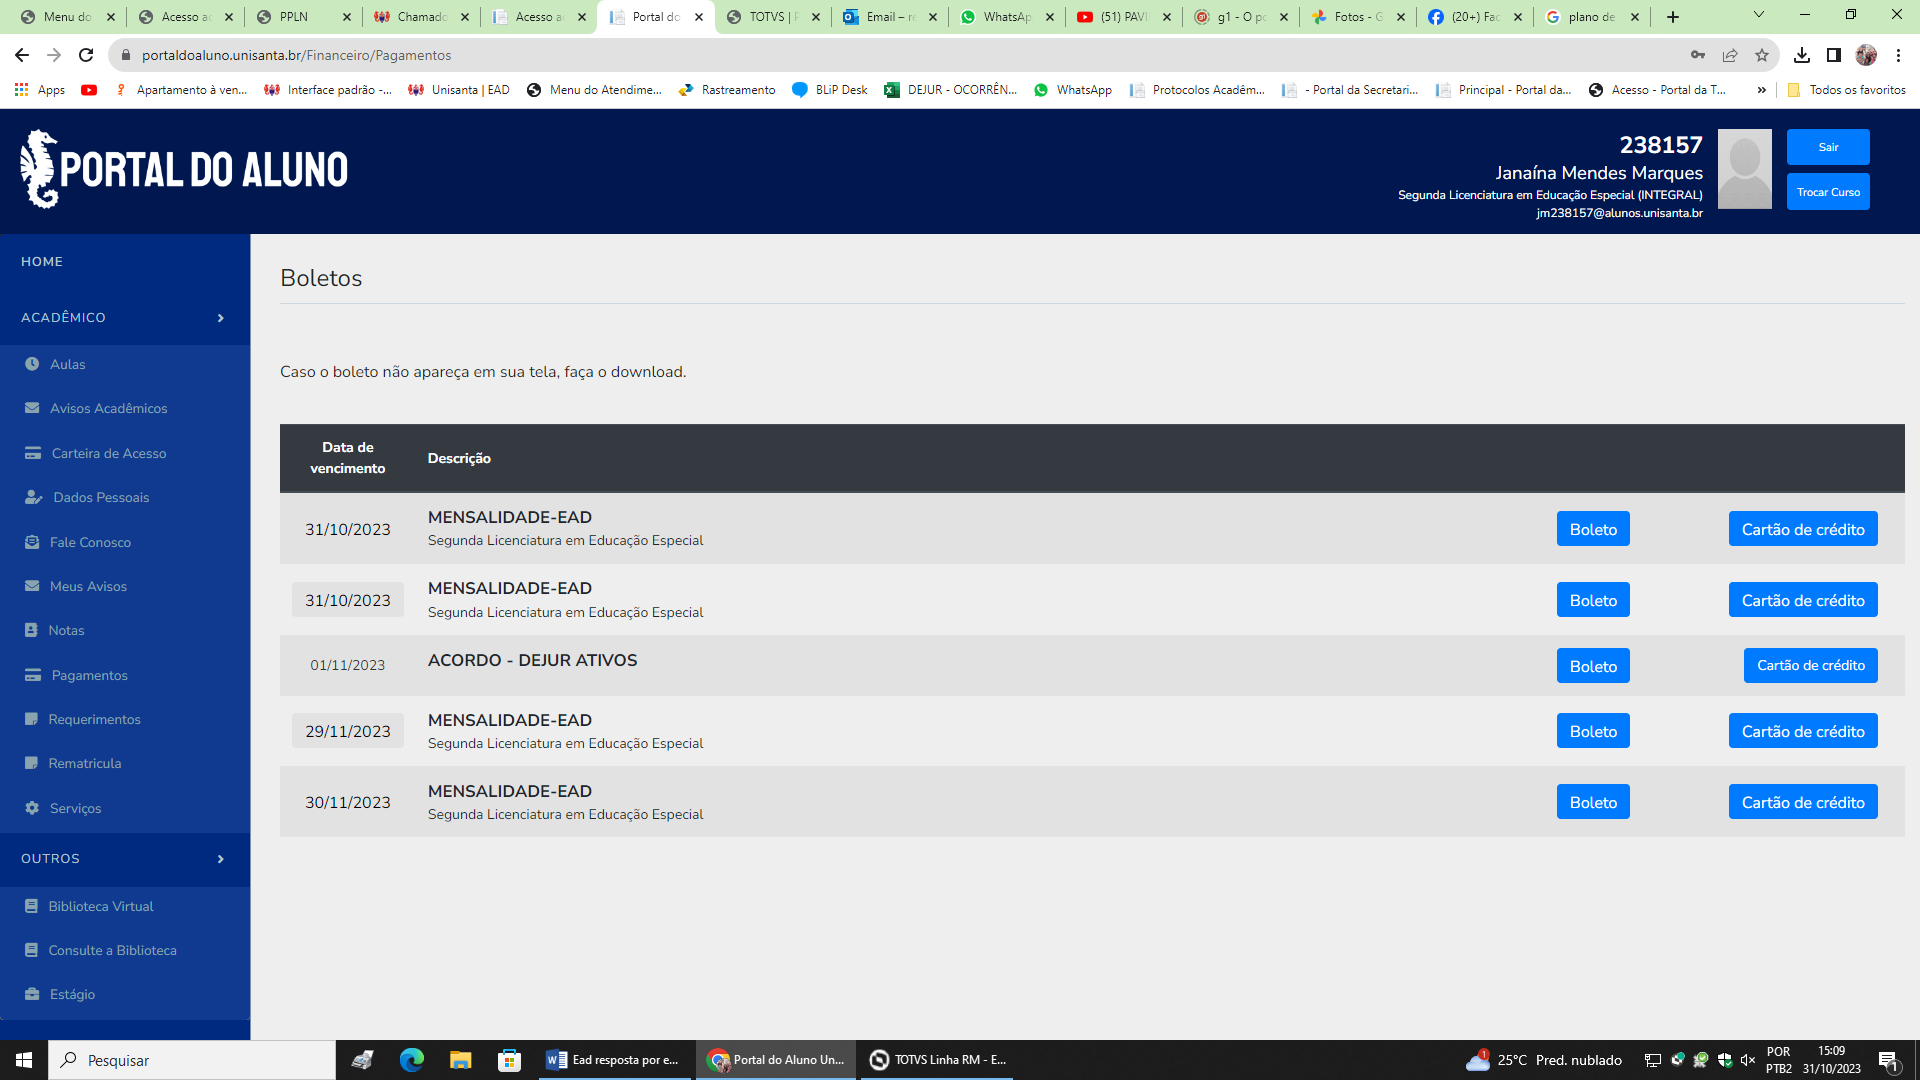 Menu do
Acesso ac
PPLN
Chamado
Acesso ac
Portal do
TOTVS | P
Email – re
WhatsAp
(51) PAVI
g1 - O po
Fotos - G
(20+) Fac
plano de
portaldoaluno.unisanta.br/Financeiro/Pagamentos
Apps
Apartamento à ven...
Interface padrão -...
Unisanta | EAD
Menu do Atendime...
Rastreamento
BLiP Desk
DEJUR - OCORRÊN...
WhatsApp
Protocolos Acadêm...
- Portal da Secretari...
Principal - Portal da...
Acesso - Portal da T...
»
Todos os favoritos
PORTAL DO ALUNO
238157
Janaína Mendes Marques
Segunda Licenciatura em Educação Especial (INTEGRAL)
jm238157@alunos.unisanta.br
Sair
Trocar Curso
HOME
ACADÊMICO
Aulas
Avisos Acadêmicos
Carteira de Acesso
Dados Pessoais
Fale Conosco
Meus Avisos
Notas
Pagamentos
Requerimentos
Rematricula
Serviços
OUTROS
Biblioteca Virtual
Consulte a Biblioteca
Estágio
Boletos
Caso o boleto não apareça em sua tela, faça o download.
Data de vencimento
Descrição
31/10/2023
MENSALIDADE-EAD
Segunda Licenciatura em Educação Especial
Boleto
Cartão de crédito
31/10/2023
MENSALIDADE-EAD
Segunda Licenciatura em Educação Especial
Boleto
Cartão de crédito
01/11/2023
ACORDO - DEJUR ATIVOS
Boleto
Cartão de crédito
29/11/2023
MENSALIDADE-EAD
Segunda Licenciatura em Educação Especial
Boleto
Cartão de crédito
30/11/2023
MENSALIDADE-EAD
Segunda Licenciatura em Educação Especial
Boleto
Cartão de crédito
Pesquisar
Ead resposta por e...
Portal do Aluno Un...
TOTVS Linha RM - E...
1
25°C Pred. nublado
POR
PTB2
15:09
31/10/2023
1